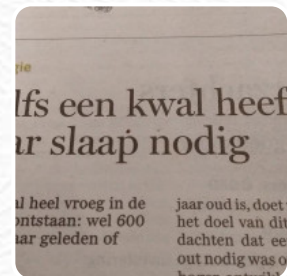 gie
lfs een kwal heef
ar slaap nodig
al heel vroeg in de
ontstaan: wel 600
aar geleden of
jaar oud is, doet
het doel van dit
dachten dat ee
out nodig was o